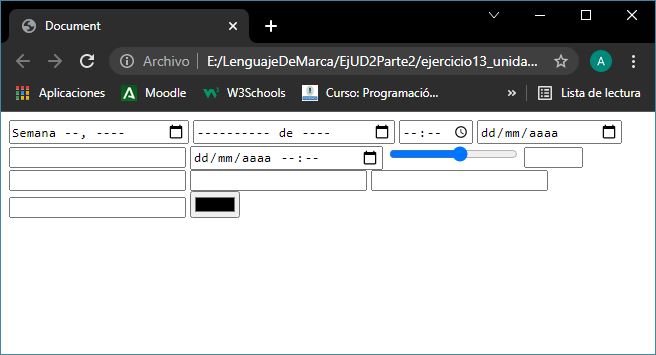 Document
Archivo E:/LenguajeDeMarca/EjUD2Parte2/ejercicio13_unida...
A
Aplicaciones Moodle W3Schools Curso: Programació... » Lista de lectura
Semana --, ---- ---------- de ---- --:-- dd/mm/aaaa
dd/mm/aaaa --:--